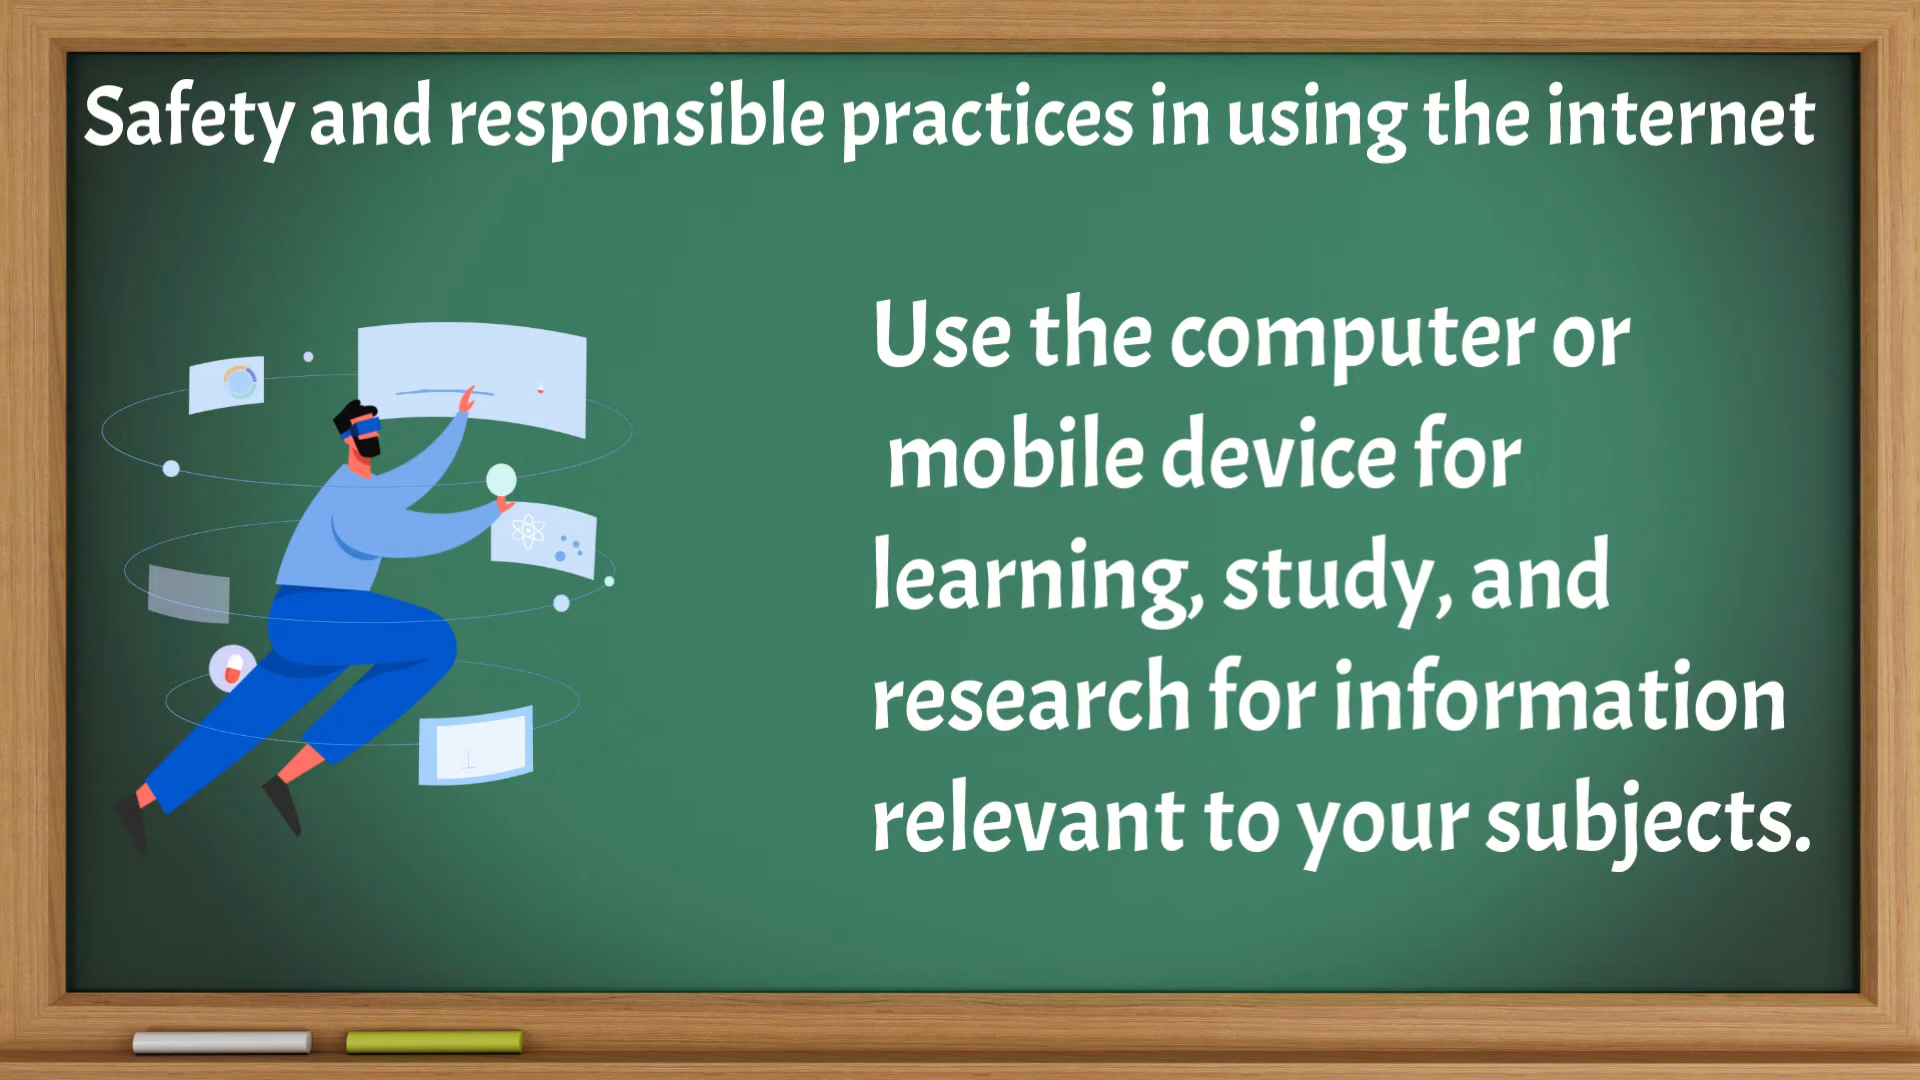 Safety and responsible practices in using the internet
Use the computer or
mobile device for
learning, study, and
research for information
relevant to your subjects.